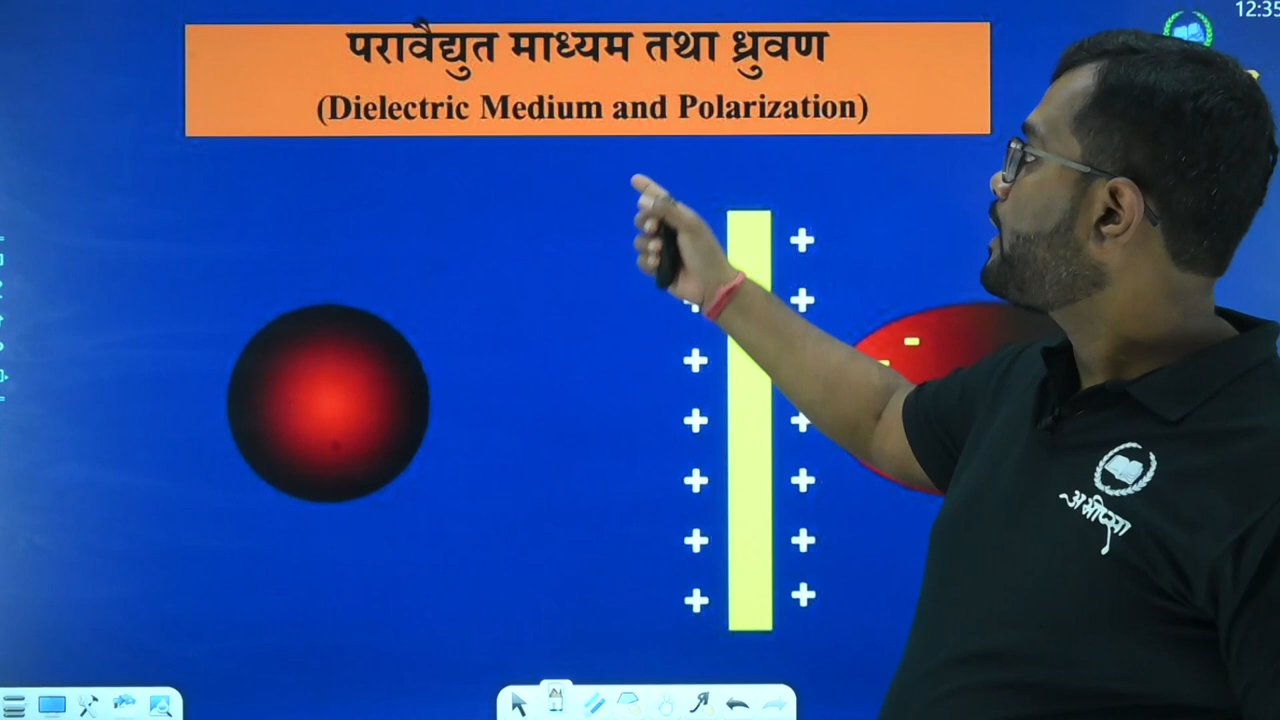 12:35
परावैद्युत माध्यम तथा ध्रुवण
(Dielectric Medium and Polarization)
+ +
+ +
+
+ +
+ +
+ +
+ +
अभीप्सा